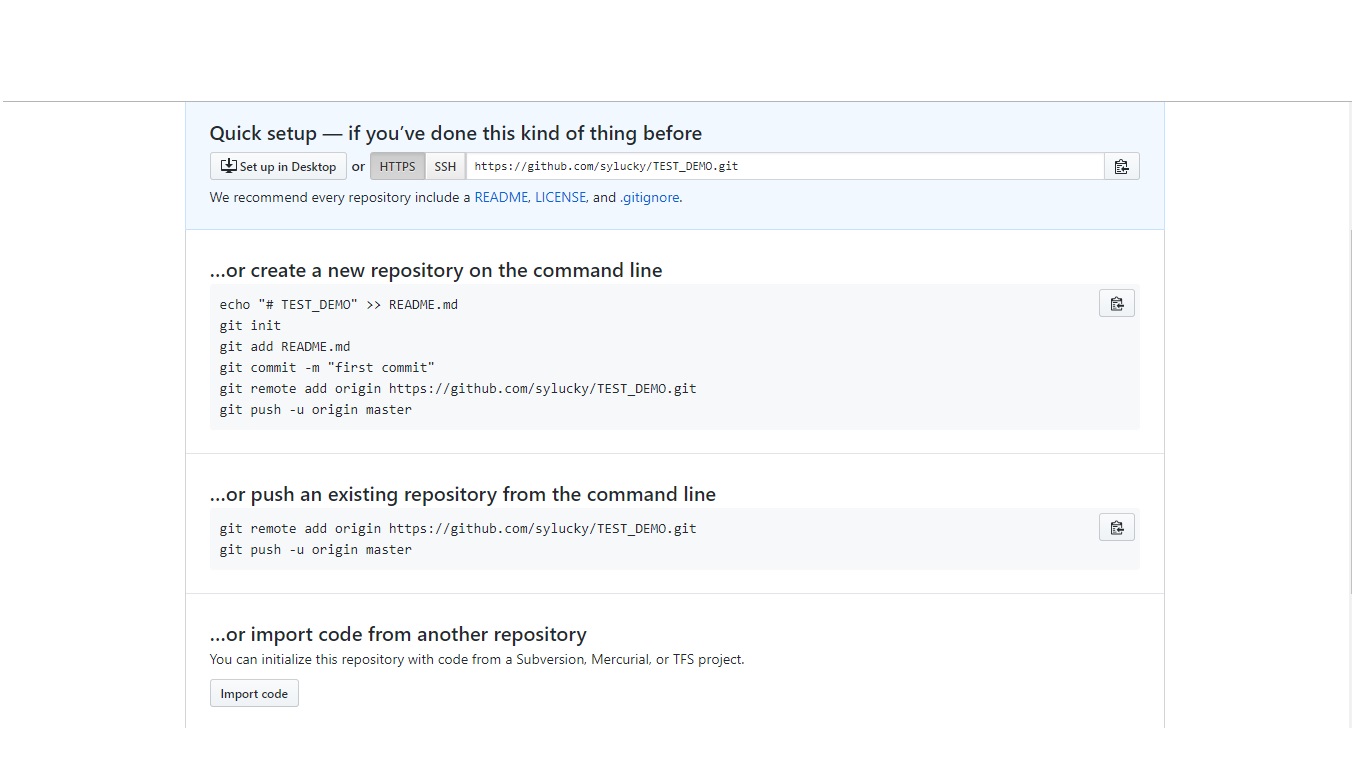 Quick setup — if you've done this kind of thing before
Set up in Desktop or HTTPS SSH https://github.com/sylucky/TEST_DEMO.git
We recommend every repository include a README, LICENSE, and .gitignore.
…or create a new repository on the command line
echo "# TEST_DEMO" >> README.md
git init
git add README.md
git commit -m "first commit"
git remote add origin https://github.com/sylucky/TEST_DEMO.git
git push -u origin master
…or push an existing repository from the command line
git remote add origin https://github.com/sylucky/TEST_DEMO.git
git push -u origin master
…or import code from another repository
You can initialize this repository with code from a Subversion, Mercurial, or TFS project.
Import code